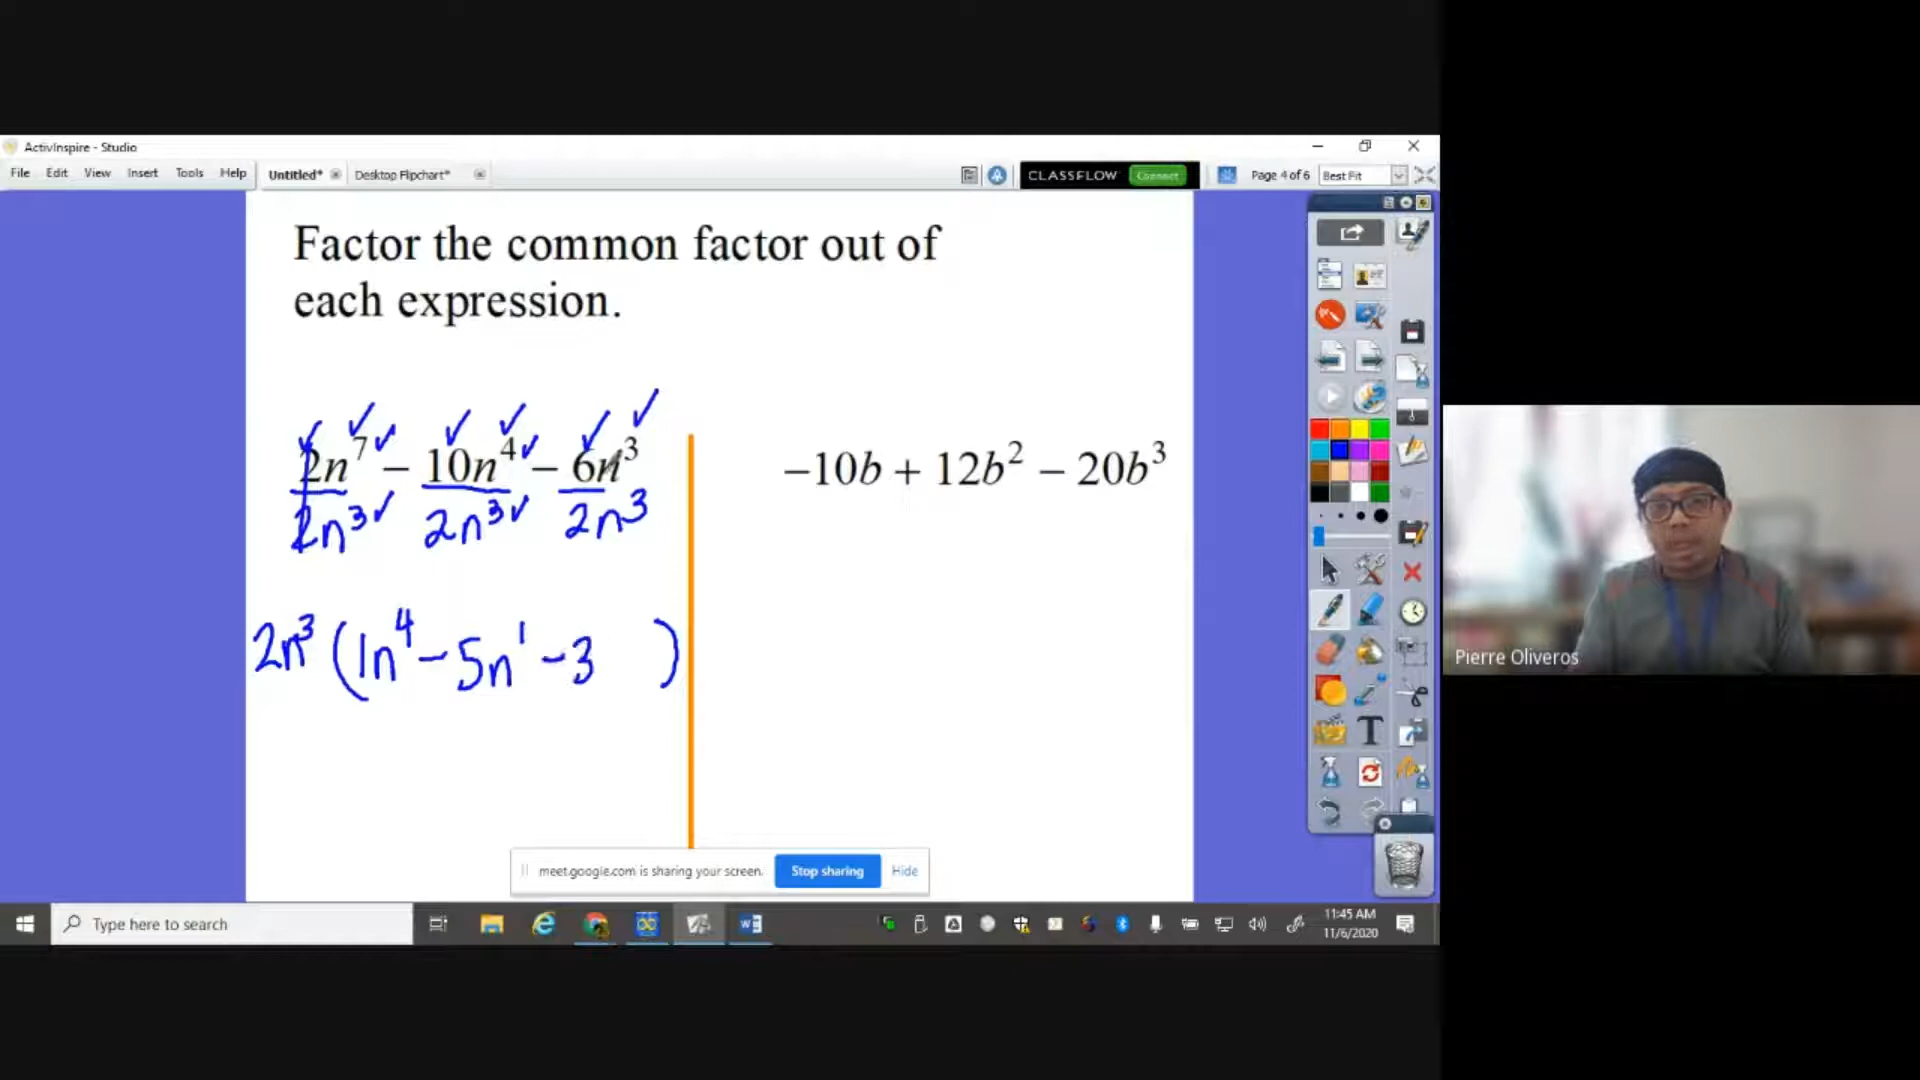 ActivInspire - Studio
File Edit View Insert Tools Help Untitled* Desktop Flipchart* CLASSFLOW Connect Page 4 of 6 Best Fit
Factor the common factor out of
each expression.
2n⁷ − 10n⁴ − 6n³
2n³ 2n³ 2n³
−10b + 12b² − 20b³
2n³ (1n⁴ − 5n¹ − 3 )
Pierre Oliveros
T
meet.google.com is sharing your screen. Stop sharing Hide
Type here to search
11:45 AM
11/6/2020